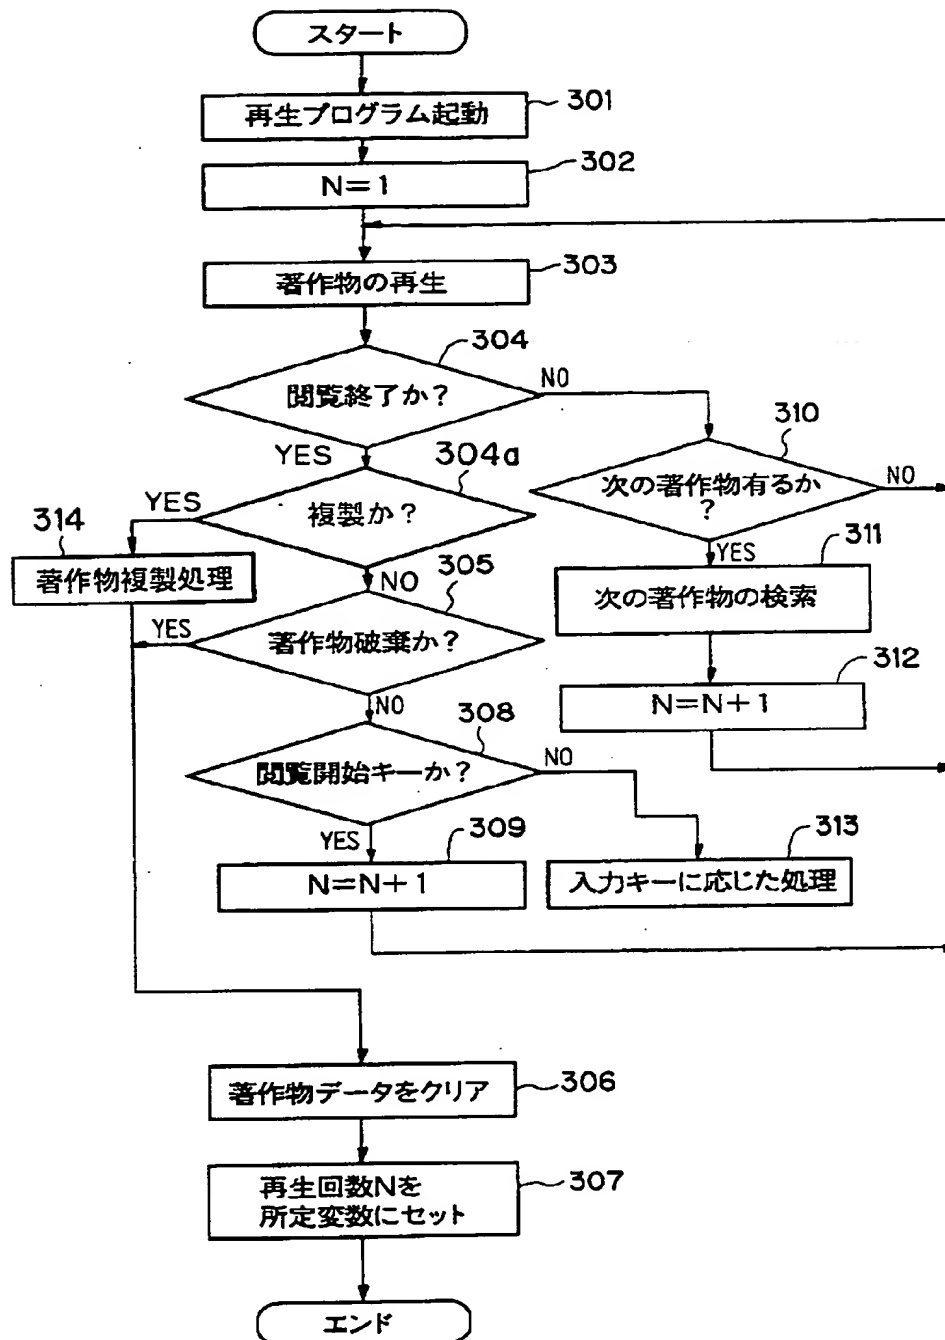 スタート
再生プログラム起動
301
N=1
302
著作物の再生
303
304
閲覧終了か?
NO
YES
304a
310
次の著作物有るか
?
NO
YES
複製か?
314
著作物複製処理
NO
305
YES
311
次の著作物の検索
YES
著作物破棄か?
312
N=N+1
NO
308
閲覧開始キーか?
NO
YES
309
N=N+1
313
入力キーに応じた処理
著作物データをクリア
306
再生回数Nを
所定変数にセット
307
エンド